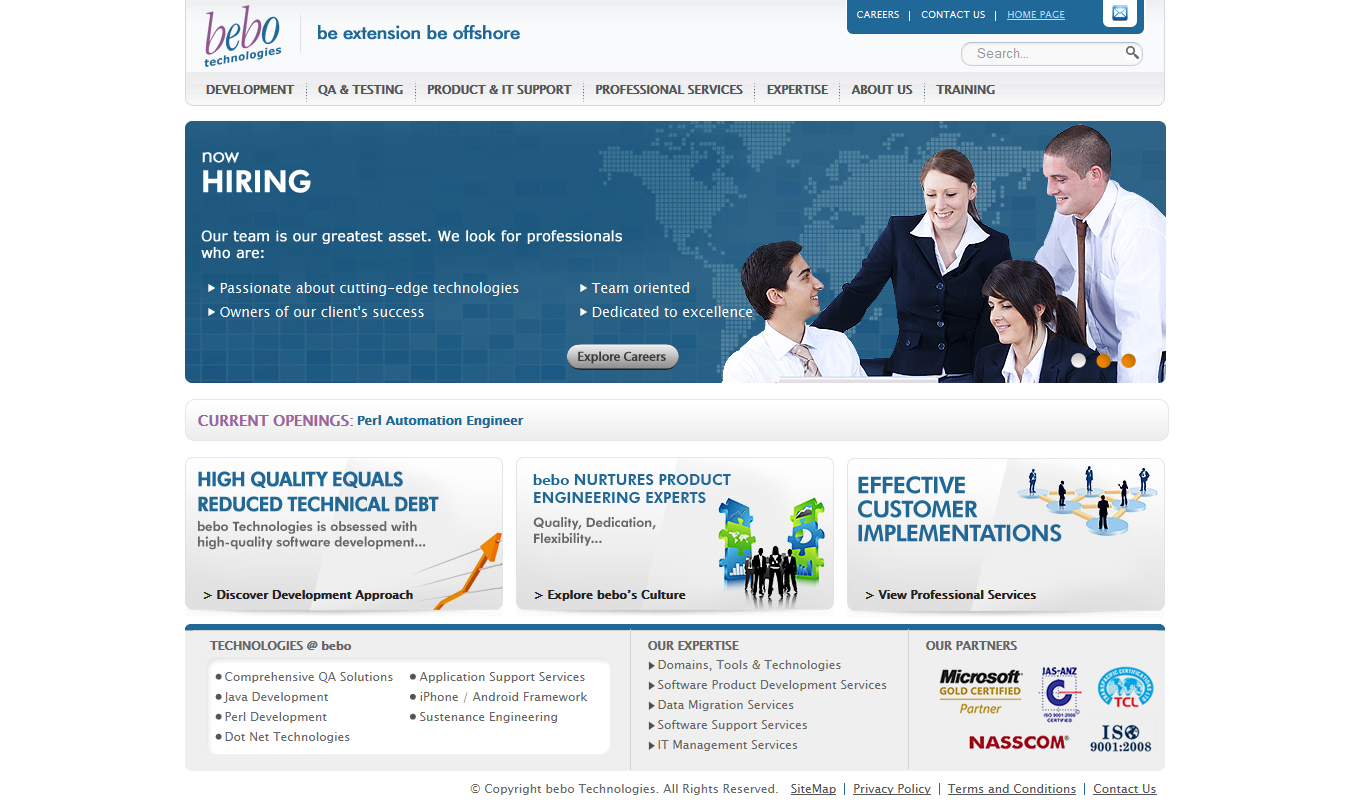 bebo
technologies
be extension be offshore
CAREERS | CONTACT US | HOME PAGE
Search...
DEVELOPMENT QA & TESTING PRODUCT & IT SUPPORT PROFESSIONAL SERVICES EXPERTISE ABOUT US TRAINING
now
HIRING
Our team is our greatest asset. We look for professionals
who are:
Passionate about cutting-edge technologies
Owners of our client's success
Team oriented
Dedicated to excellence
Explore Careers
CURRENT OPENINGS: Perl Automation Engineer
HIGH QUALITY EQUALS
REDUCED TECHNICAL DEBT
bebo Technologies is obsessed with
high-quality software development...
> Discover Development Approach
bebo NURTURES PRODUCT
ENGINEERING EXPERTS
Quality, Dedication,
Flexibility...
> Explore bebo's Culture
EFFECTIVE
CUSTOMER
IMPLEMENTATIONS
> View Professional Services
TECHNOLOGIES @ bebo
Comprehensive QA Solutions
Java Development
Perl Development
Dot Net Technologies
Application Support Services
iPhone / Android Framework
Sustenance Engineering
OUR EXPERTISE
Domains, Tools & Technologies
Software Product Development Services
Data Migration Services
Software Support Services
IT Management Services
OUR PARTNERS
Microsoft
GOLD CERTIFIED
Partner
JAS-ANZ
ISO 9001:2000
CERTIFIED
TCL
NASSCOM®
ISO
9001:2008
© Copyright bebo Technologies. All Rights Reserved. SiteMap | Privacy Policy | Terms and Conditions | Contact Us